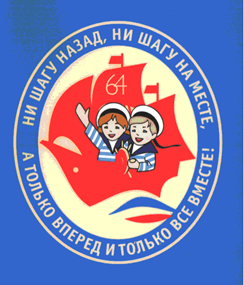 НИ ШАГУ НАЗАД, НИ ШАГУ НА МЕСТЕ,
А ТОЛЬКО ВПЕРЕД И ТОЛЬКО ВСЕ ВМЕСТЕ!
64